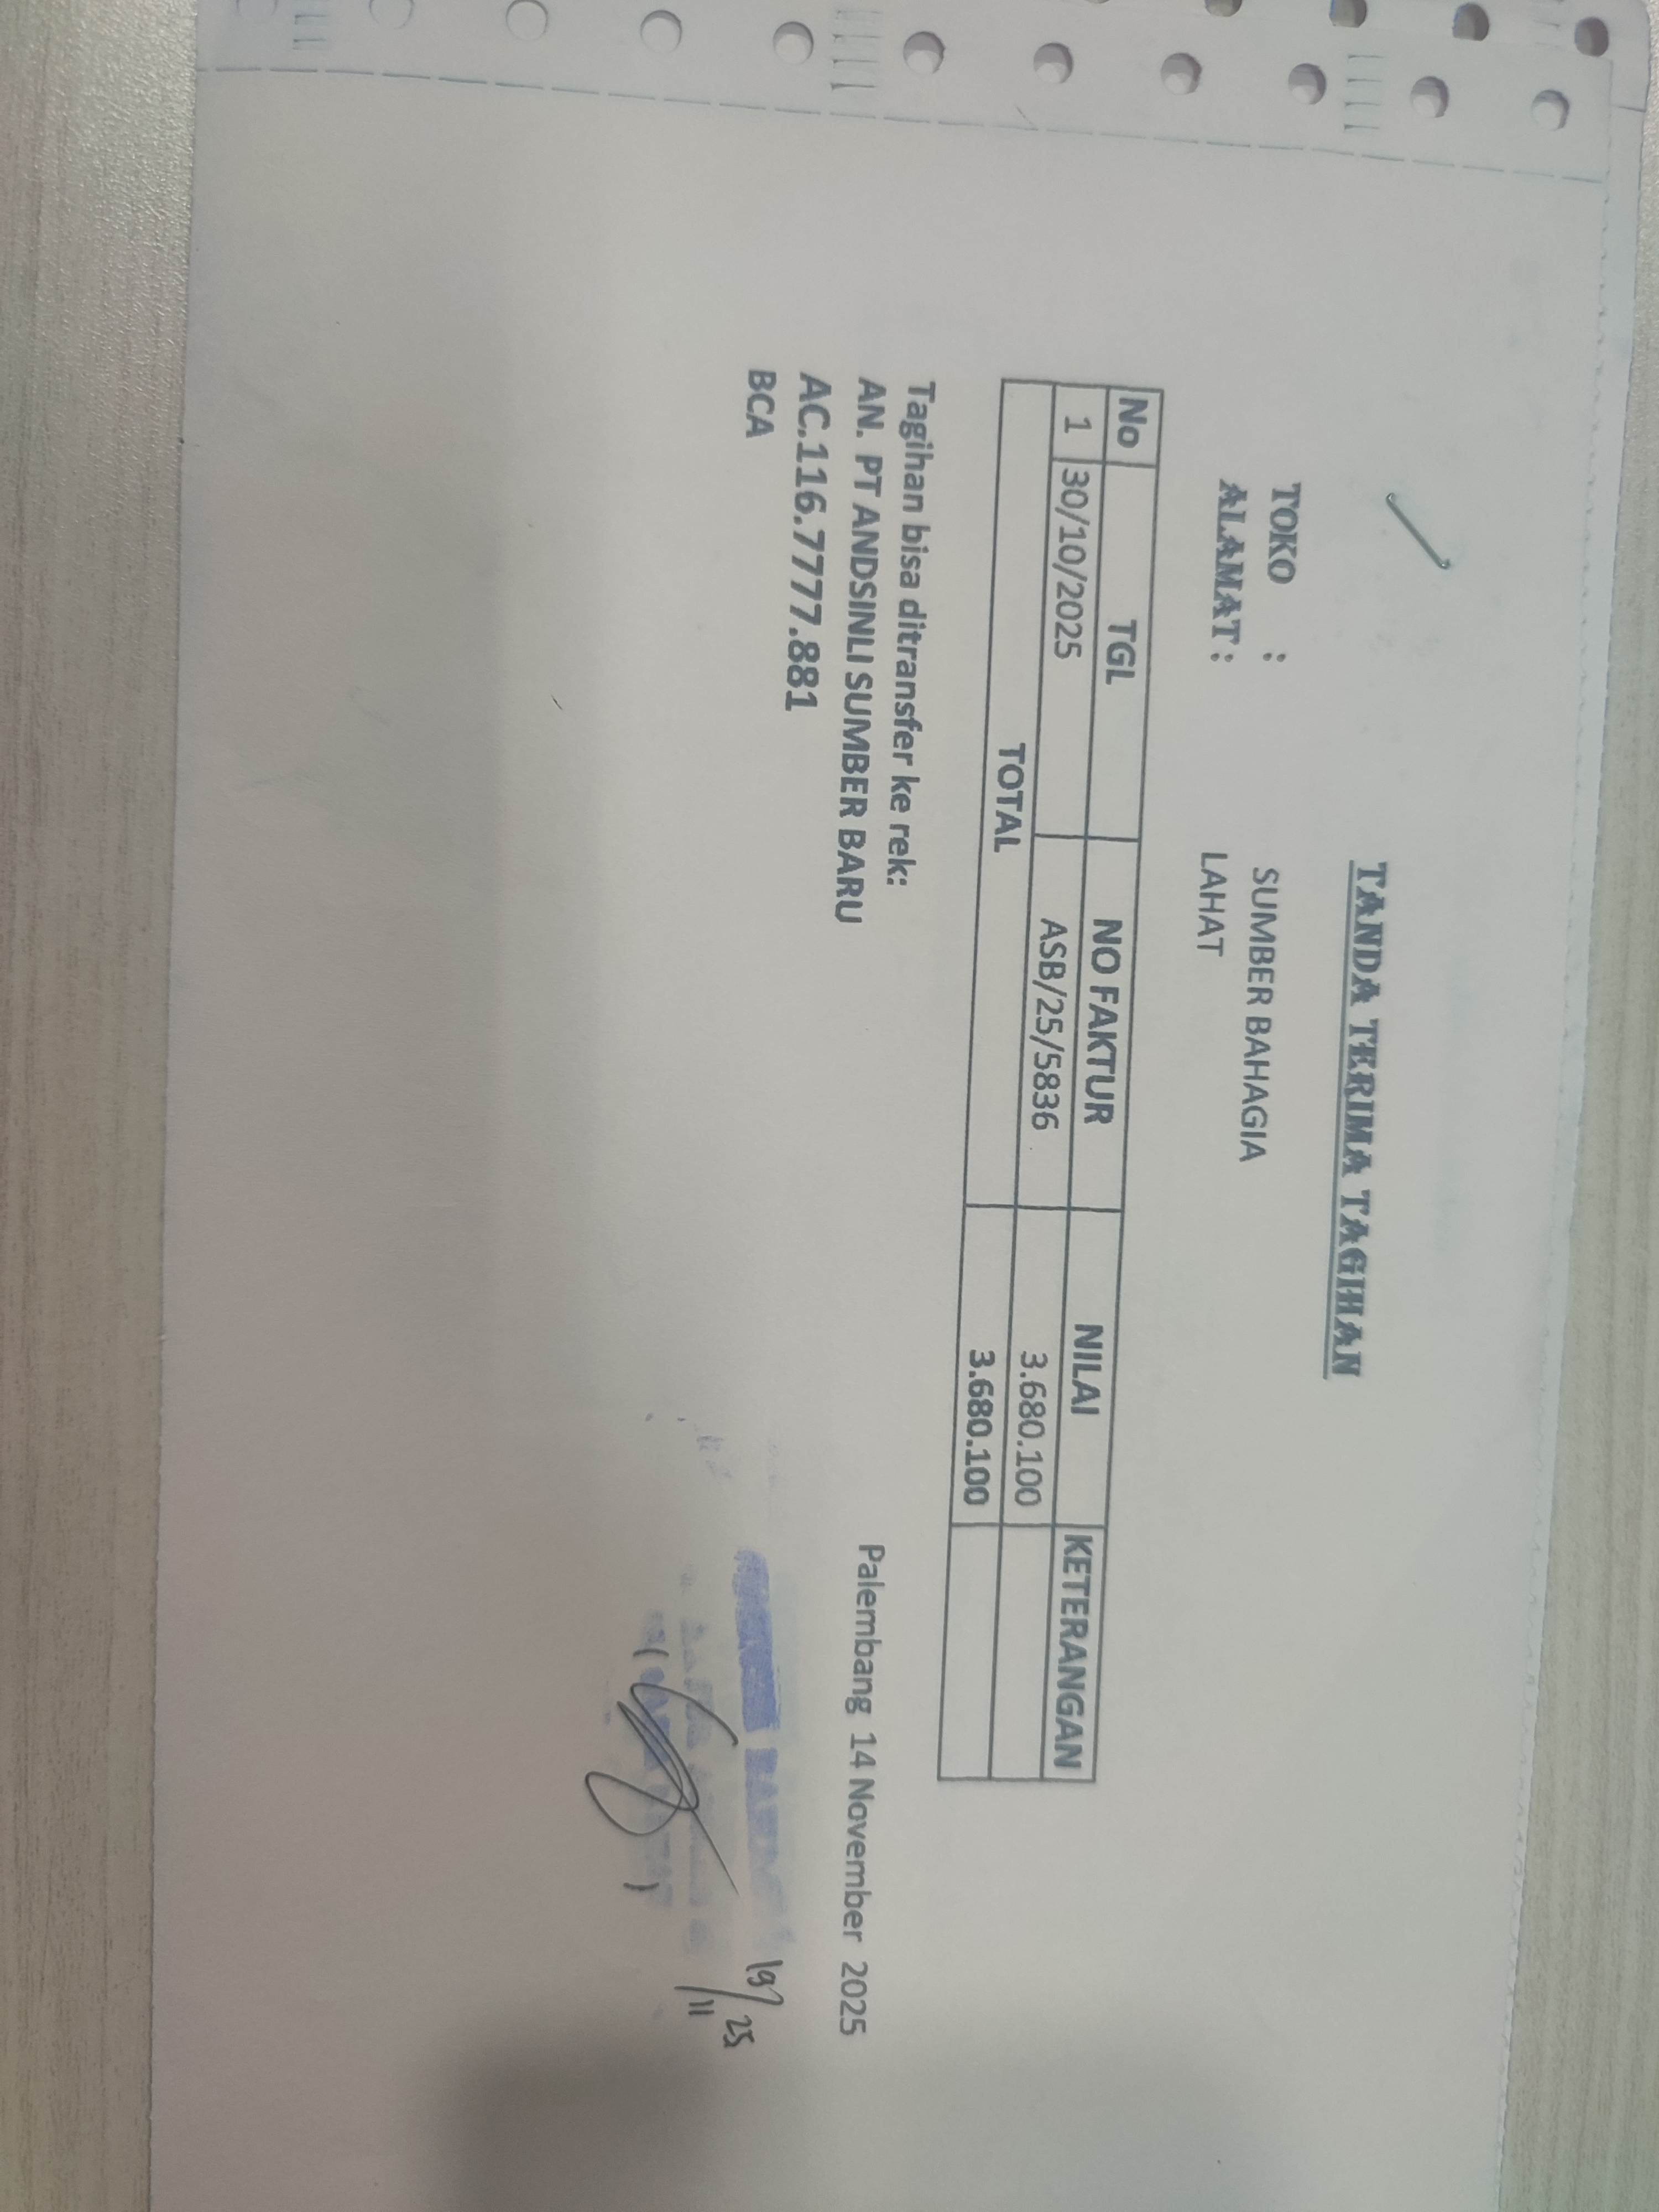 TANDA TERIMA TAGIHAN
TOKO : SUMBER BAHAGIA
ALAMAT : LAHAT
No TGL NO FAKTUR NILAI KETERANGAN
1 30/10/2025 ASB/25/5836 3.680.100
TOTAL 3.680.100
Tagihan bisa ditransfer ke rek:
AN. PT ANDSINLI SUMBER BARU
AC.116.7777.881
BCA
Palembang 14 November 2025
19/11 25